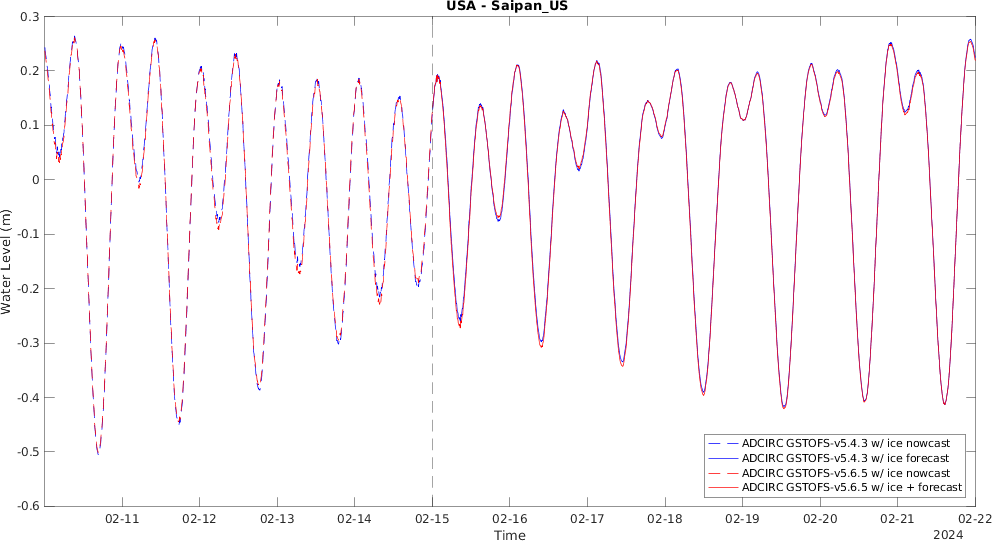 USA - Saipan_US
Water Level (m)
0.3
0.2
0.1
0
-0.1
-0.2
-0.3
-0.4
-0.5
-0.6
ADCIRC GSTOFS-v5.4.3 w/ ice nowcast
ADCIRC GSTOFS-v5.4.3 w/ ice forecast
ADCIRC GSTOFS-v5.6.5 w/ ice nowcast
ADCIRC GSTOFS-v5.6.5 w/ ice + forecast
02-11 02-12 02-13 02-14 02-15 02-16 02-17 02-18 02-19 02-20 02-21 02-22
Time
2024